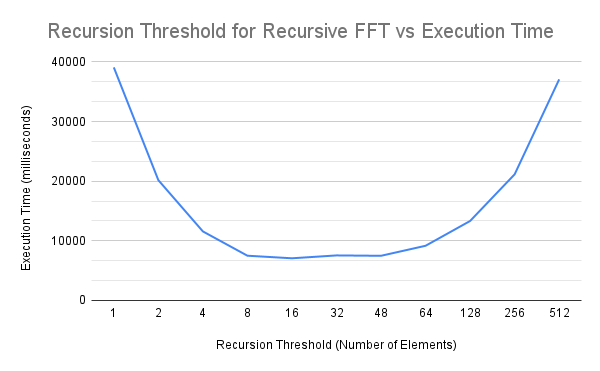 Recursion Threshold for Recursive FFT vs Execution Time
40000
30000
20000
10000
0
Execution Time (milliseconds)
1 2 4 8 16 32 48 64 128 256 512
Recursion Threshold (Number of Elements)